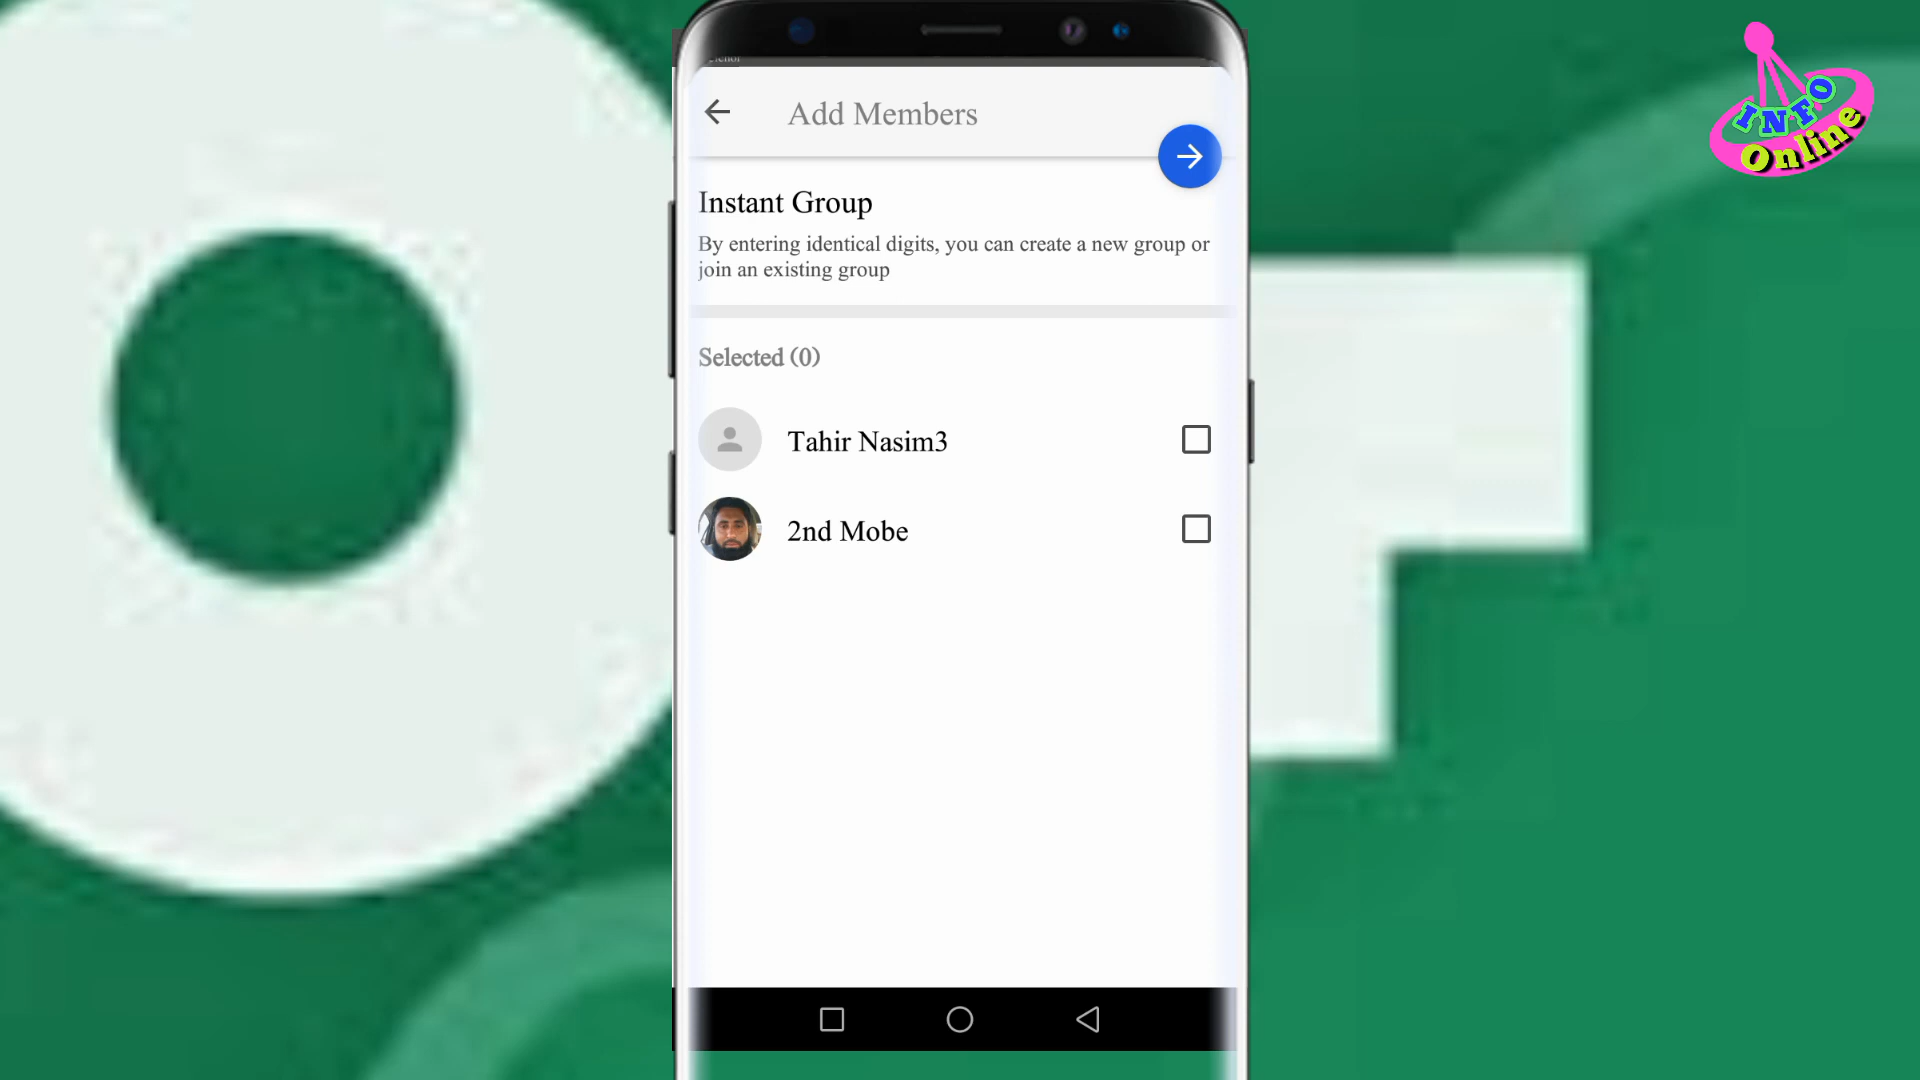 Add Members
Instant Group
By entering identical digits, you can create a new group or
join an existing group
Selected (0)
Tahir Nasim3
2nd Mobe
INFO
Online